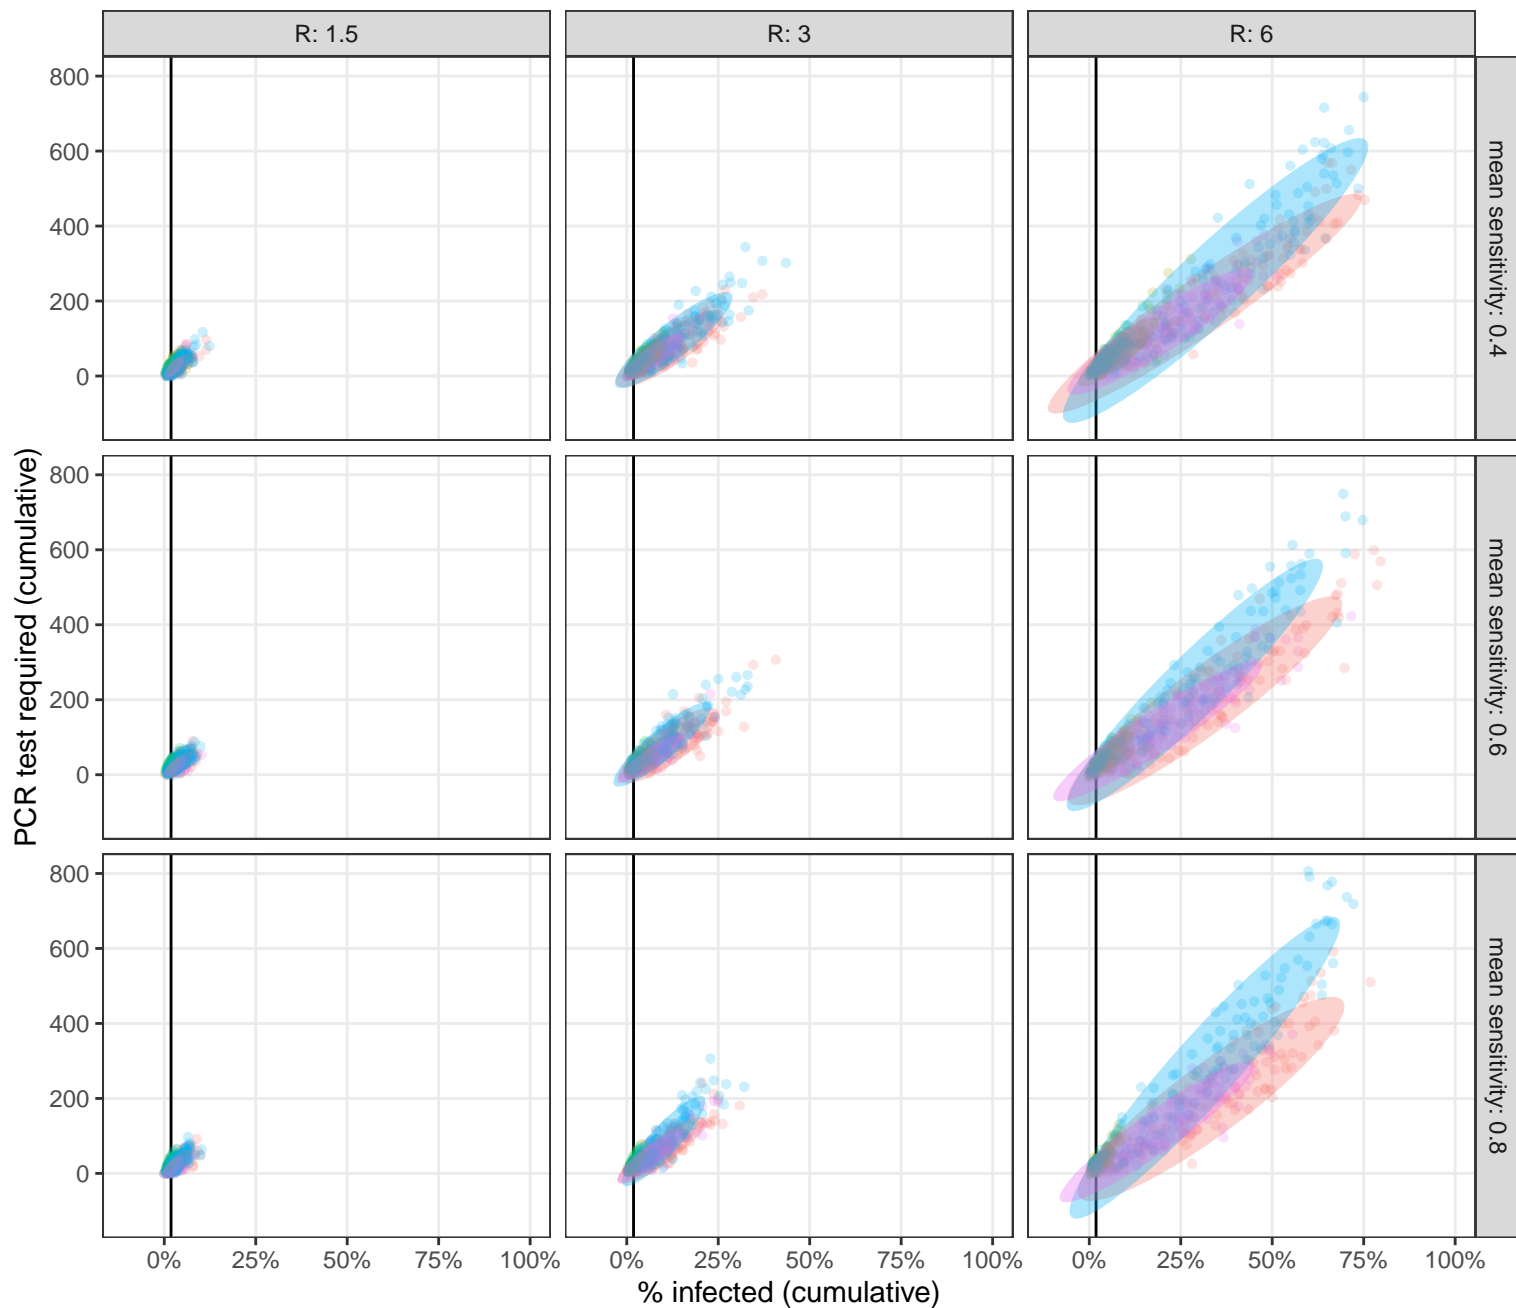 R: 1.5
R: 3
R: 6
800
600
400
200
0
mean sensitivity: 0.4
800
600
400
200
0
mean sensitivity: 0.6
800
600
400
200
0
mean sensitivity: 0.8
PCR test required (cumulative)
0% 25% 50% 75% 100%
0% 25% 50% 75% 100%
0% 25% 50% 75% 100%
% infected (cumulative)